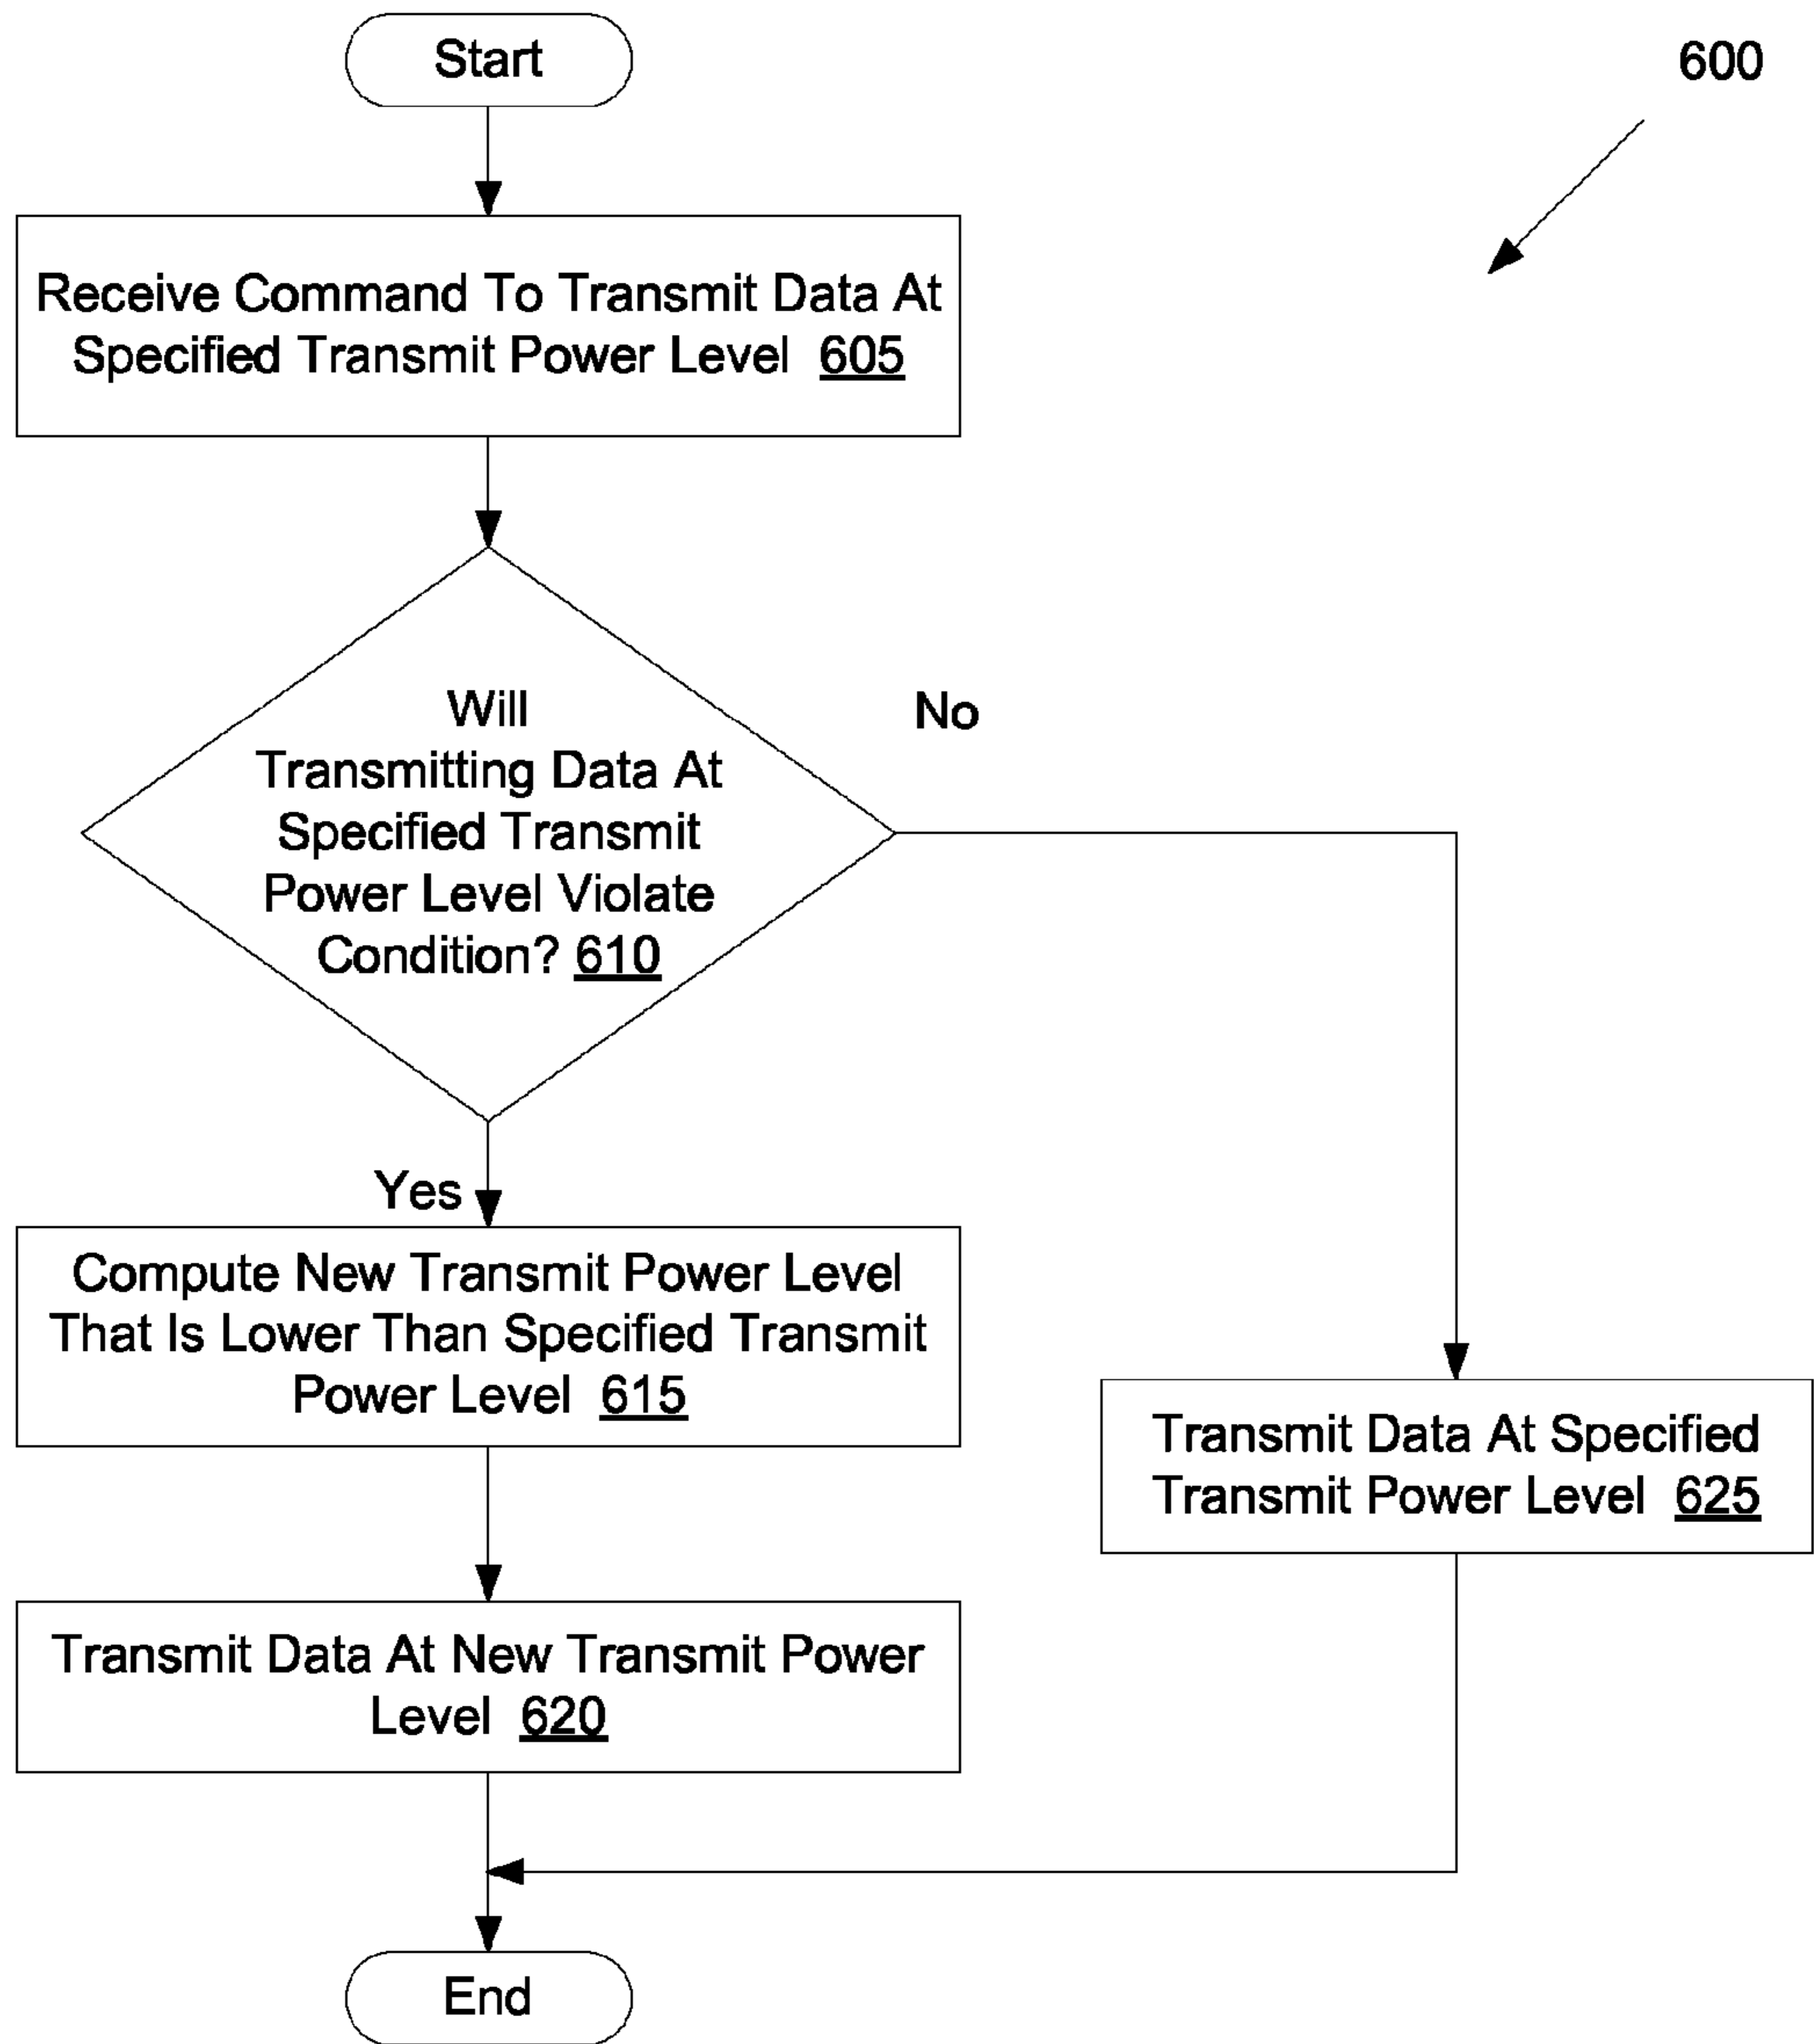 Start
600
Receive Command To Transmit Data At
Specified Transmit Power Level 605
Will
Transmitting Data At
Specified Transmit
Power Level Violate
Condition? 610
No
Yes
Compute New Transmit Power Level
That Is Lower Than Specified Transmit
Power Level 615
Transmit Data At Specified
Transmit Power Level 625
Transmit Data At New Transmit Power
Level 620
End